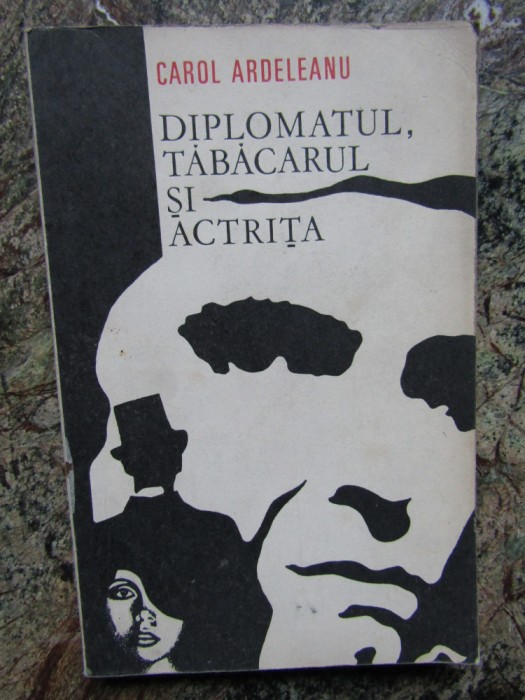 CAROL ARDELEANU
DIPLOMATUL,
TĂBĂCARUL
ȘI
ACTRIȚA